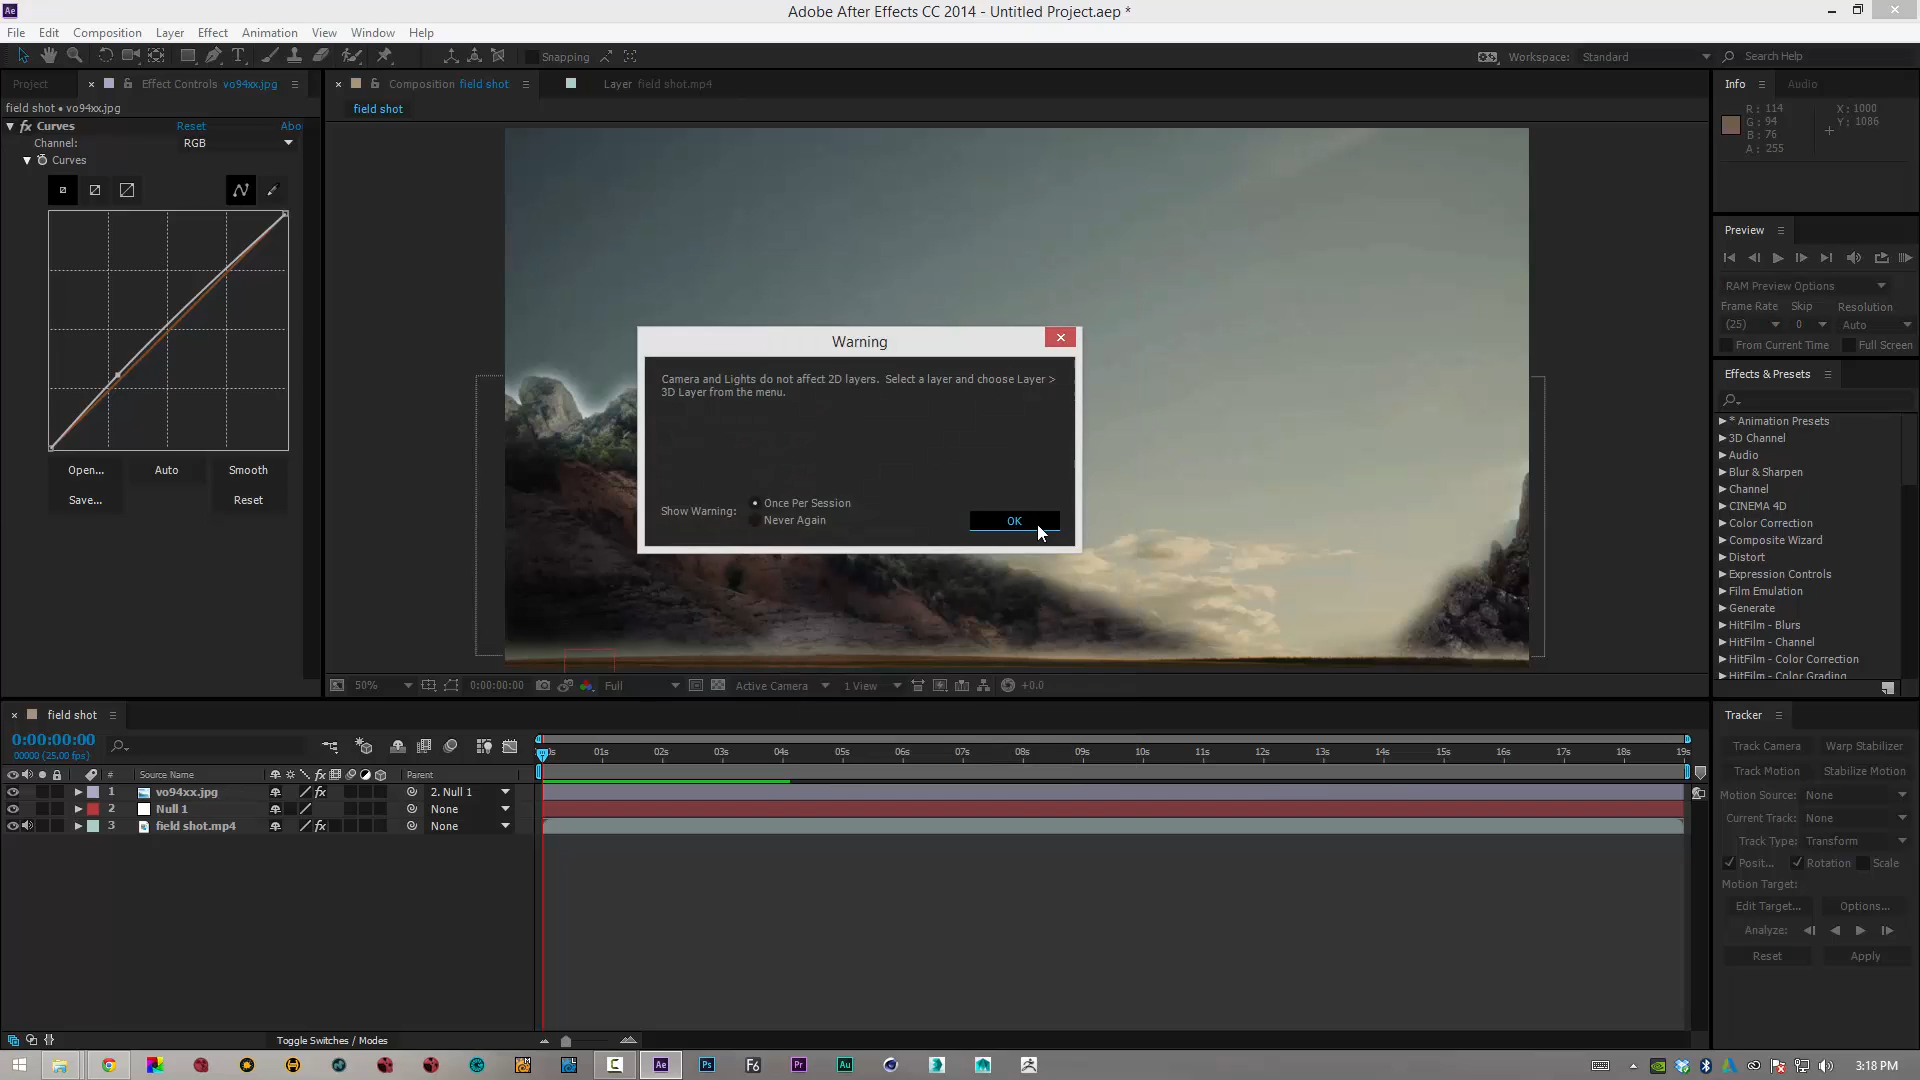 Adobe After Effects CC 2014 - Untitled Project.aep *
File Edit Composition Layer Effect Animation View Window Help
Snapping
Workspace: Standard
Search Help
Project
Effect Controls vo94xx.jpg
field shot • vo94xx.jpg
Curves
Reset
Abo
Channel:
RGB
Curves
Open...
Auto
Smooth
Save...
Reset
Composition field shot
Layer field shot.mp4
field shot
Warning
Camera and Lights do not affect 2D layers. Select a layer and choose Layer >
3D Layer from the menu.
Show Warning:
Once Per Session
Never Again
OK
50%
0:00:00:00
Full
Active Camera
1 View
+0.0
Info
Audio
R: 114
G: 94
B: 76
A: 255
X: 1000
Y: 1086
Preview
RAM Preview Options
Frame Rate Skip Resolution
(25) 0 Auto
From Current Time Full Screen
Effects & Presets
* Animation Presets
3D Channel
Audio
Blur & Sharpen
Channel
CINEMA 4D
Color Correction
Composite Wizard
Distort
Expression Controls
Film Emulation
Generate
HitFilm - Blurs
HitFilm - Channel
HitFilm - Color Correction
HitFilm - Color Grading
field shot
0:00:00:00
00000 (25.00 fps)
# Source Name Parent
1 vo94xx.jpg 2. Null 1
2 Null 1 None
3 field shot.mp4 None
01s 02s 03s 04s 05s 06s 07s 08s 09s 10s 11s 12s 13s 14s 15s 16s 17s 18s 19s
Toggle Switches / Modes
Tracker
Track Camera Warp Stabilizer
Track Motion Stabilize Motion
Motion Source: None
Current Track: None
Track Type: Transform
Posit... Rotation Scale
Motion Target:
Edit Target... Options...
Analyze:
Reset Apply
3:18 PM